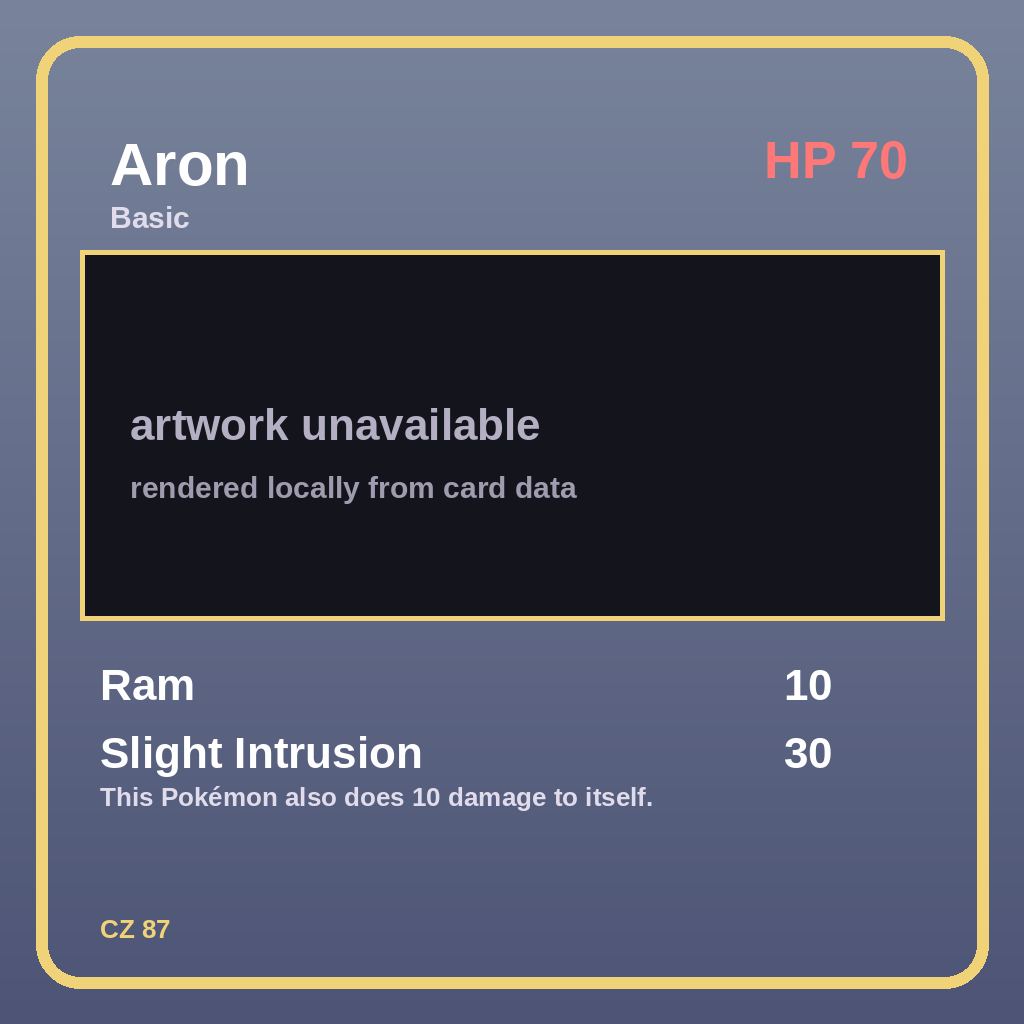 Aron
HP 70
Basic
artwork unavailable
rendered locally from card data
Ram 10
Slight Intrusion 30
This Pokémon also does 10 damage to itself.
CZ 87